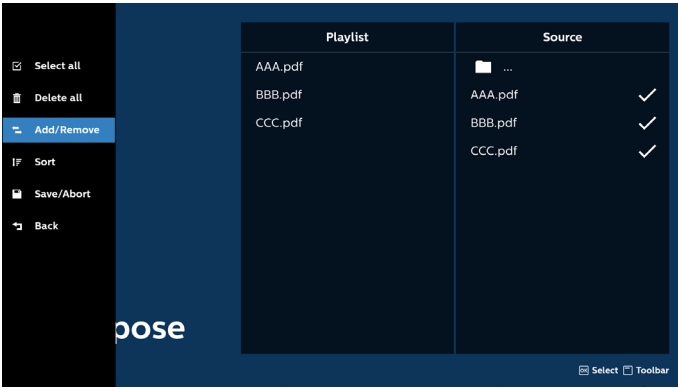 Select all
Delete all
Add/Remove
Sort
Save/Abort
Back
pose
Playlist
AAA.pdf
BBB.pdf
CCC.pdf
Source
...
AAA.pdf
BBB.pdf
CCC.pdf
OK Select Toolbar